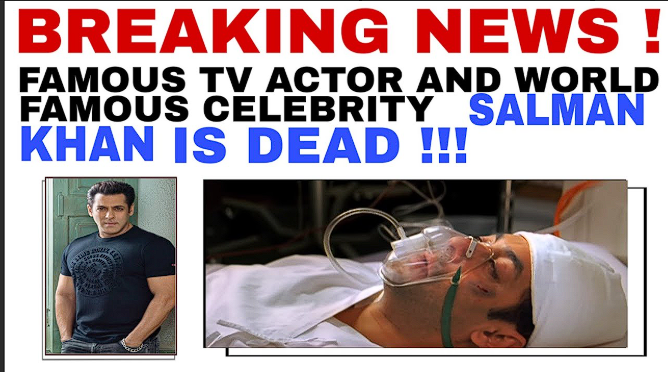 BREAKING NEWS !
FAMOUS TV ACTOR AND WORLD
FAMOUS CELEBRITY SALMAN
KHAN IS DEAD !!!